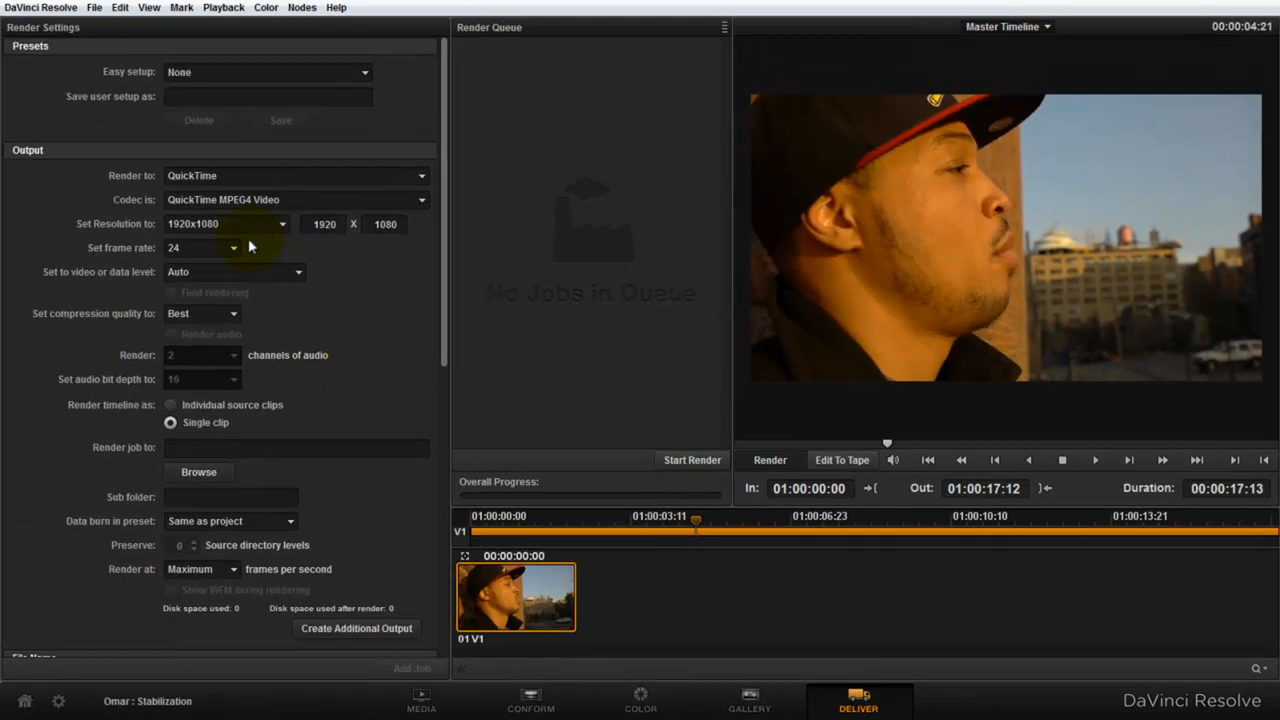 DaVinci Resolve File Edit View Mark Playback Color Nodes Help
Render Settings
Presets
Easy setup: None
Save user setup as:
Delete Save
Output
Render to: QuickTime
Codec is: QuickTime MPEG4 Video
Set Resolution to: 1920x1080 1920 X 1080
Set frame rate: 24
Set to video or data level: Auto
Field rendering
Set compression quality to: Best
Render audio
Render: 2 channels of audio
Set audio bit depth to: 16
Render timeline as: Individual source clips
Single clip
Render job to:
Browse
Sub folder:
Data burn in preset: Same as project
Preserve: 0 Source directory levels
Render at: Maximum frames per second
Show WFM during rendering
Disk space used: 0 Disk space used after render: 0
Create Additional Output
File Name
Add Job
Render Queue
No Jobs in Queue
Start Render
Overall Progress:
Master Timeline 00:00:04:21
Render Edit To Tape
In: 01:00:00:00 Out: 01:00:17:12 Duration: 00:00:17:13
01:00:00:00 01:00:03:11 01:00:06:23 01:00:10:10 01:00:13:21
V1
00:00:00:00
01 V1
Omar : Stabilization MEDIA CONFORM COLOR GALLERY DELIVER DaVinci Resolve